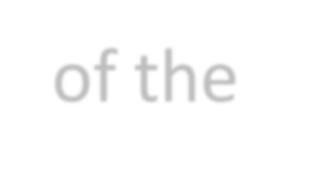 of the